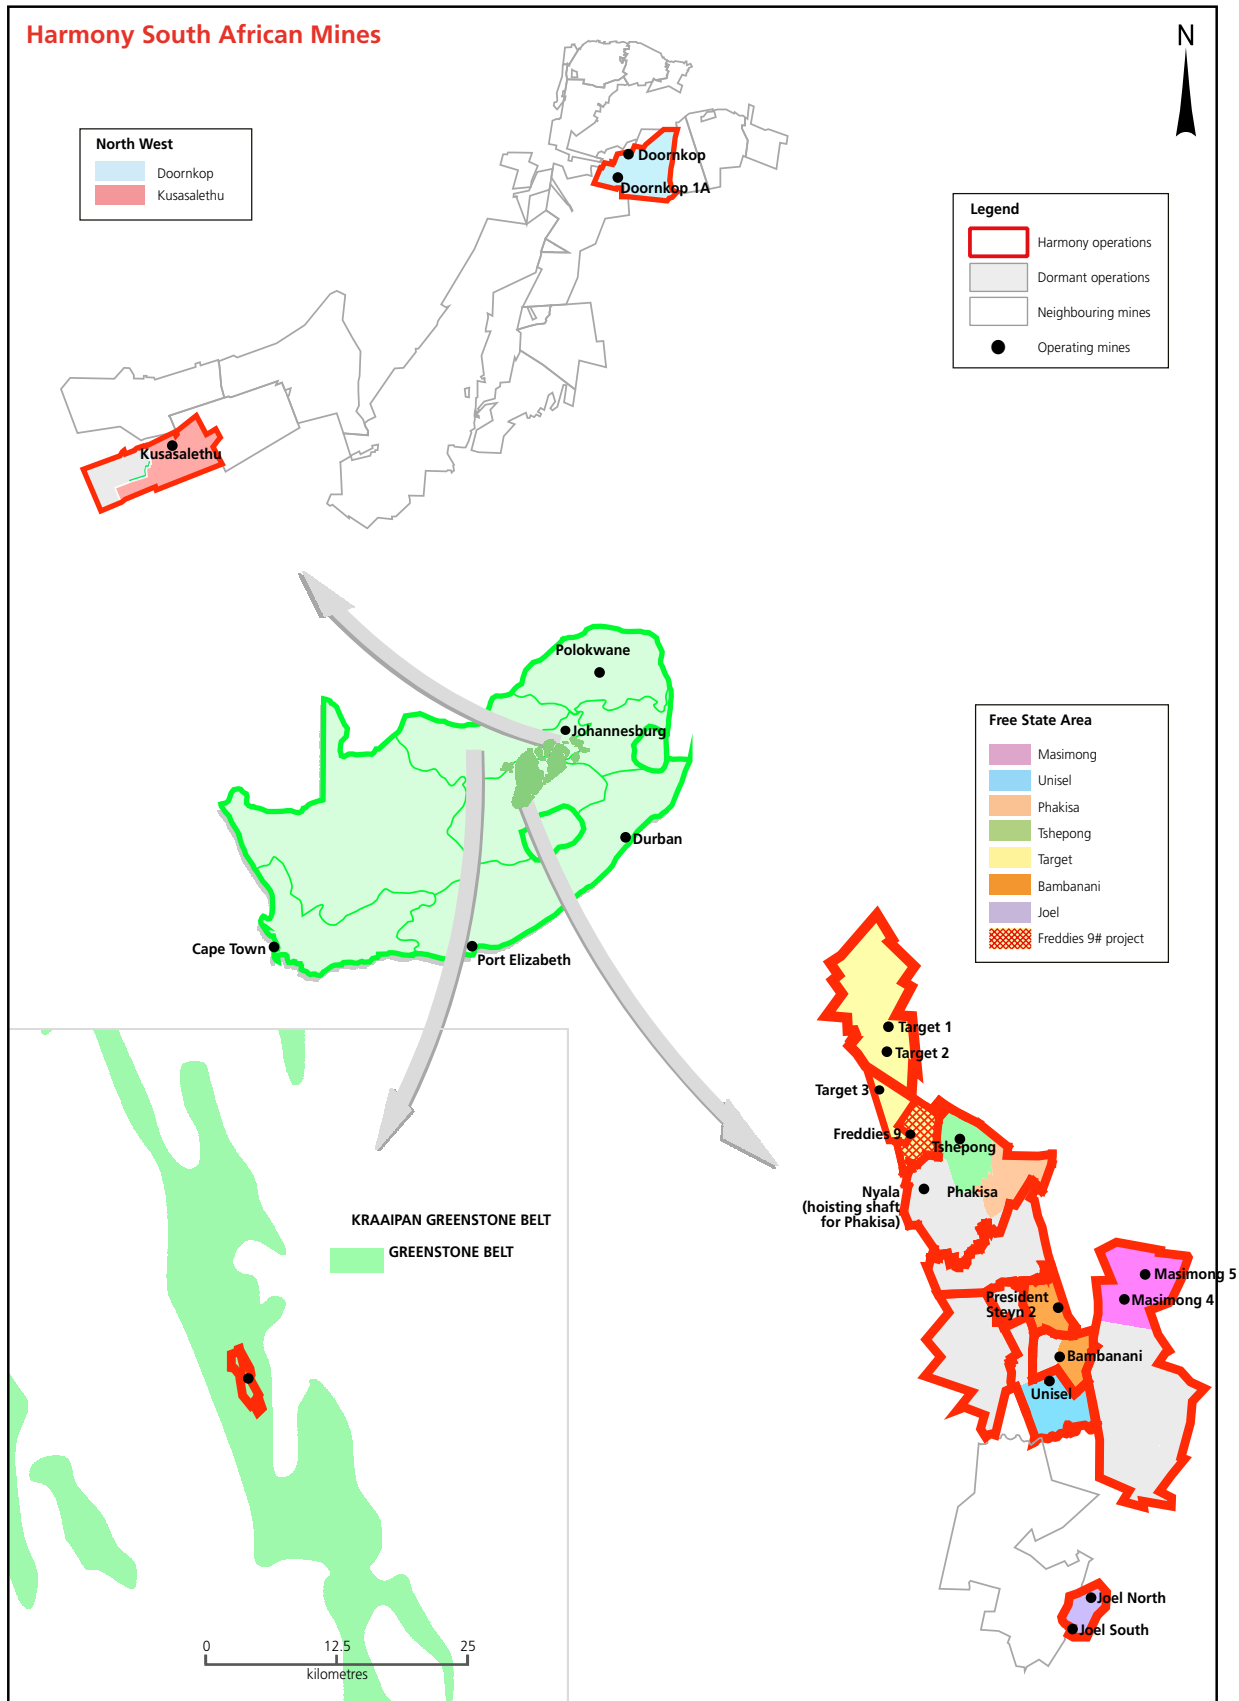 Harmony South African Mines
N
North West
Doornkop
Kusasalethu
Doornkop
Doornkop 1A
Legend
Harmony operations
Dormant operations
Neighbouring mines
Operating mines
Kusasalethu
Polokwane
Johannesburg
Durban
Cape Town
Port Elizabeth
Free State Area
Masimong
Unisel
Phakisa
Tshepong
Target
Bambanani
Joel
Freddies 9# project
Target 1
Target 2
Target 3
Freddies 9
Tshepong
Nyala
(hoisting shaft
for Phakisa)
Phakisa
Masimong 5
Masimong 4
President
Steyn 2
Bambanani
Unisel
Joel North
Joel South
KRAAIPAN GREENSTONE BELT
GREENSTONE BELT
0 12.5 25
kilometres